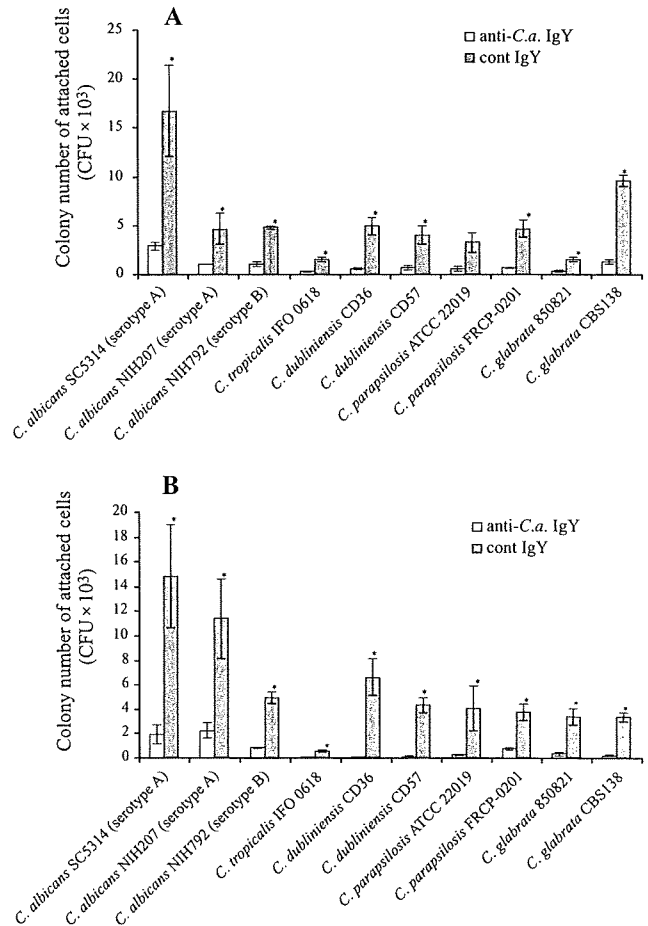 A
anti-C.a. IgY
cont IgY
Colony number of attached cells
(CFU × 10³)
25
20
15
10
5
0
*
*
*
*
*
*
*
*
*
C. albicans SC5314 (serotype A)
C. albicans NIH207 (serotype A)
C. albicans NIH792 (serotype B)
C. tropicalis IFO 0618
C. dubliniensis CD36
C. dubliniensis CD57
C. parapsilosis ATCC 22019
C. parapsilosis FRCP-0201
C. glabrata 850821
C. glabrata CBS138
B
anti-C.a. IgY
cont IgY
Colony number of attached cells
(CFU × 10³)
20
18
16
14
12
10
8
6
4
2
0
*
*
*
*
*
*
*
*
*
*
C. albicans SC5314 (serotype A)
C. albicans NIH207 (serotype A)
C. albicans NIH792 (serotype B)
C. tropicalis IFO 0618
C. dubliniensis CD36
C. dubliniensis CD57
C. parapsilosis ATCC 22019
C. parapsilosis FRCP-0201
C. glabrata 850821
C. glabrata CBS138